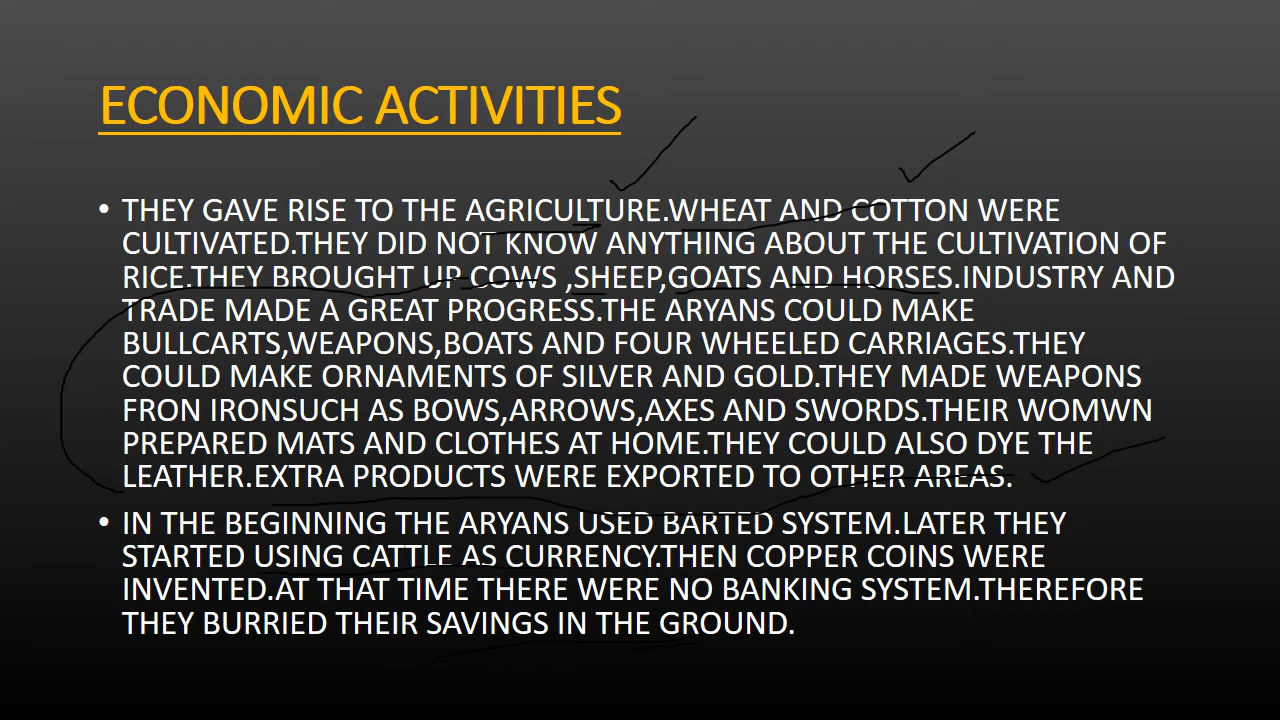 ECONOMIC ACTIVITIES
• THEY GAVE RISE TO THE AGRICULTURE.WHEAT AND COTTON WERE
CULTIVATED.THEY DID NOT KNOW ANYTHING ABOUT THE CULTIVATION OF
RICE.THEY BROUGHT UP COWS ,SHEEP,GOATS AND HORSES.INDUSTRY AND
TRADE MADE A GREAT PROGRESS.THE ARYANS COULD MAKE
BULLCARTS,WEAPONS,BOATS AND FOUR WHEELED CARRIAGES.THEY
COULD MAKE ORNAMENTS OF SILVER AND GOLD.THEY MADE WEAPONS
FRON IRONSUCH AS BOWS,ARROWS,AXES AND SWORDS.THEIR WOMWN
PREPARED MATS AND CLOTHES AT HOME.THEY COULD ALSO DYE THE
LEATHER.EXTRA PRODUCTS WERE EXPORTED TO OTHER AREAS.
• IN THE BEGINNING THE ARYANS USED BARTED SYSTEM.LATER THEY
STARTED USING CATTLE AS CURRENCY.THEN COPPER COINS WERE
INVENTED.AT THAT TIME THERE WERE NO BANKING SYSTEM.THEREFORE
THEY BURRIED THEIR SAVINGS IN THE GROUND.